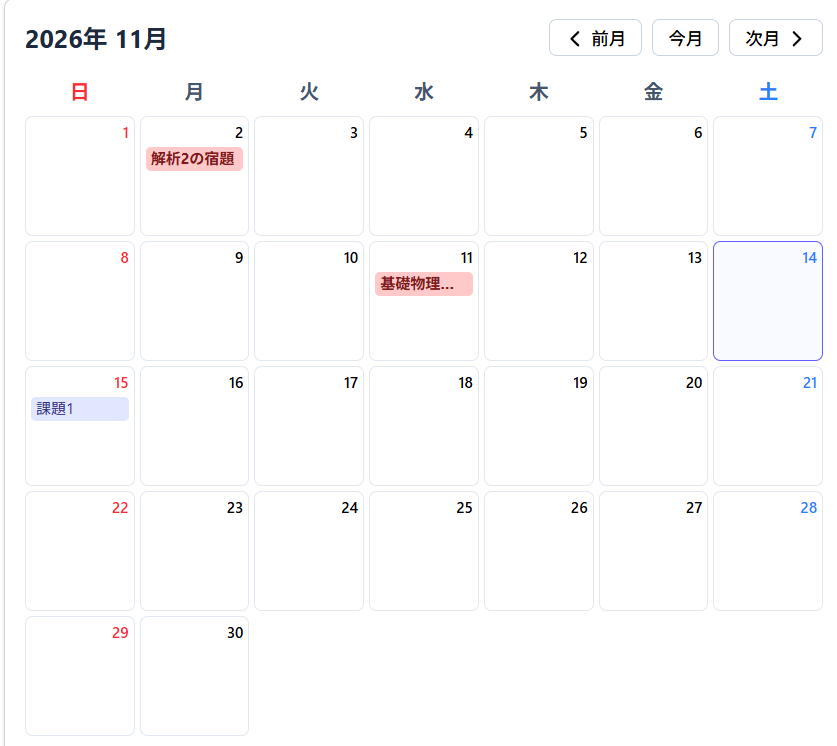 2026年 11月
前月
今月
次月
日 月 火 水 木 金 土
1 2 3 4 5 6 7
解析2の宿題
8 9 10 11 12 13 14
基礎物理...
15 16 17 18 19 20 21
課題1
22 23 24 25 26 27 28
29 30